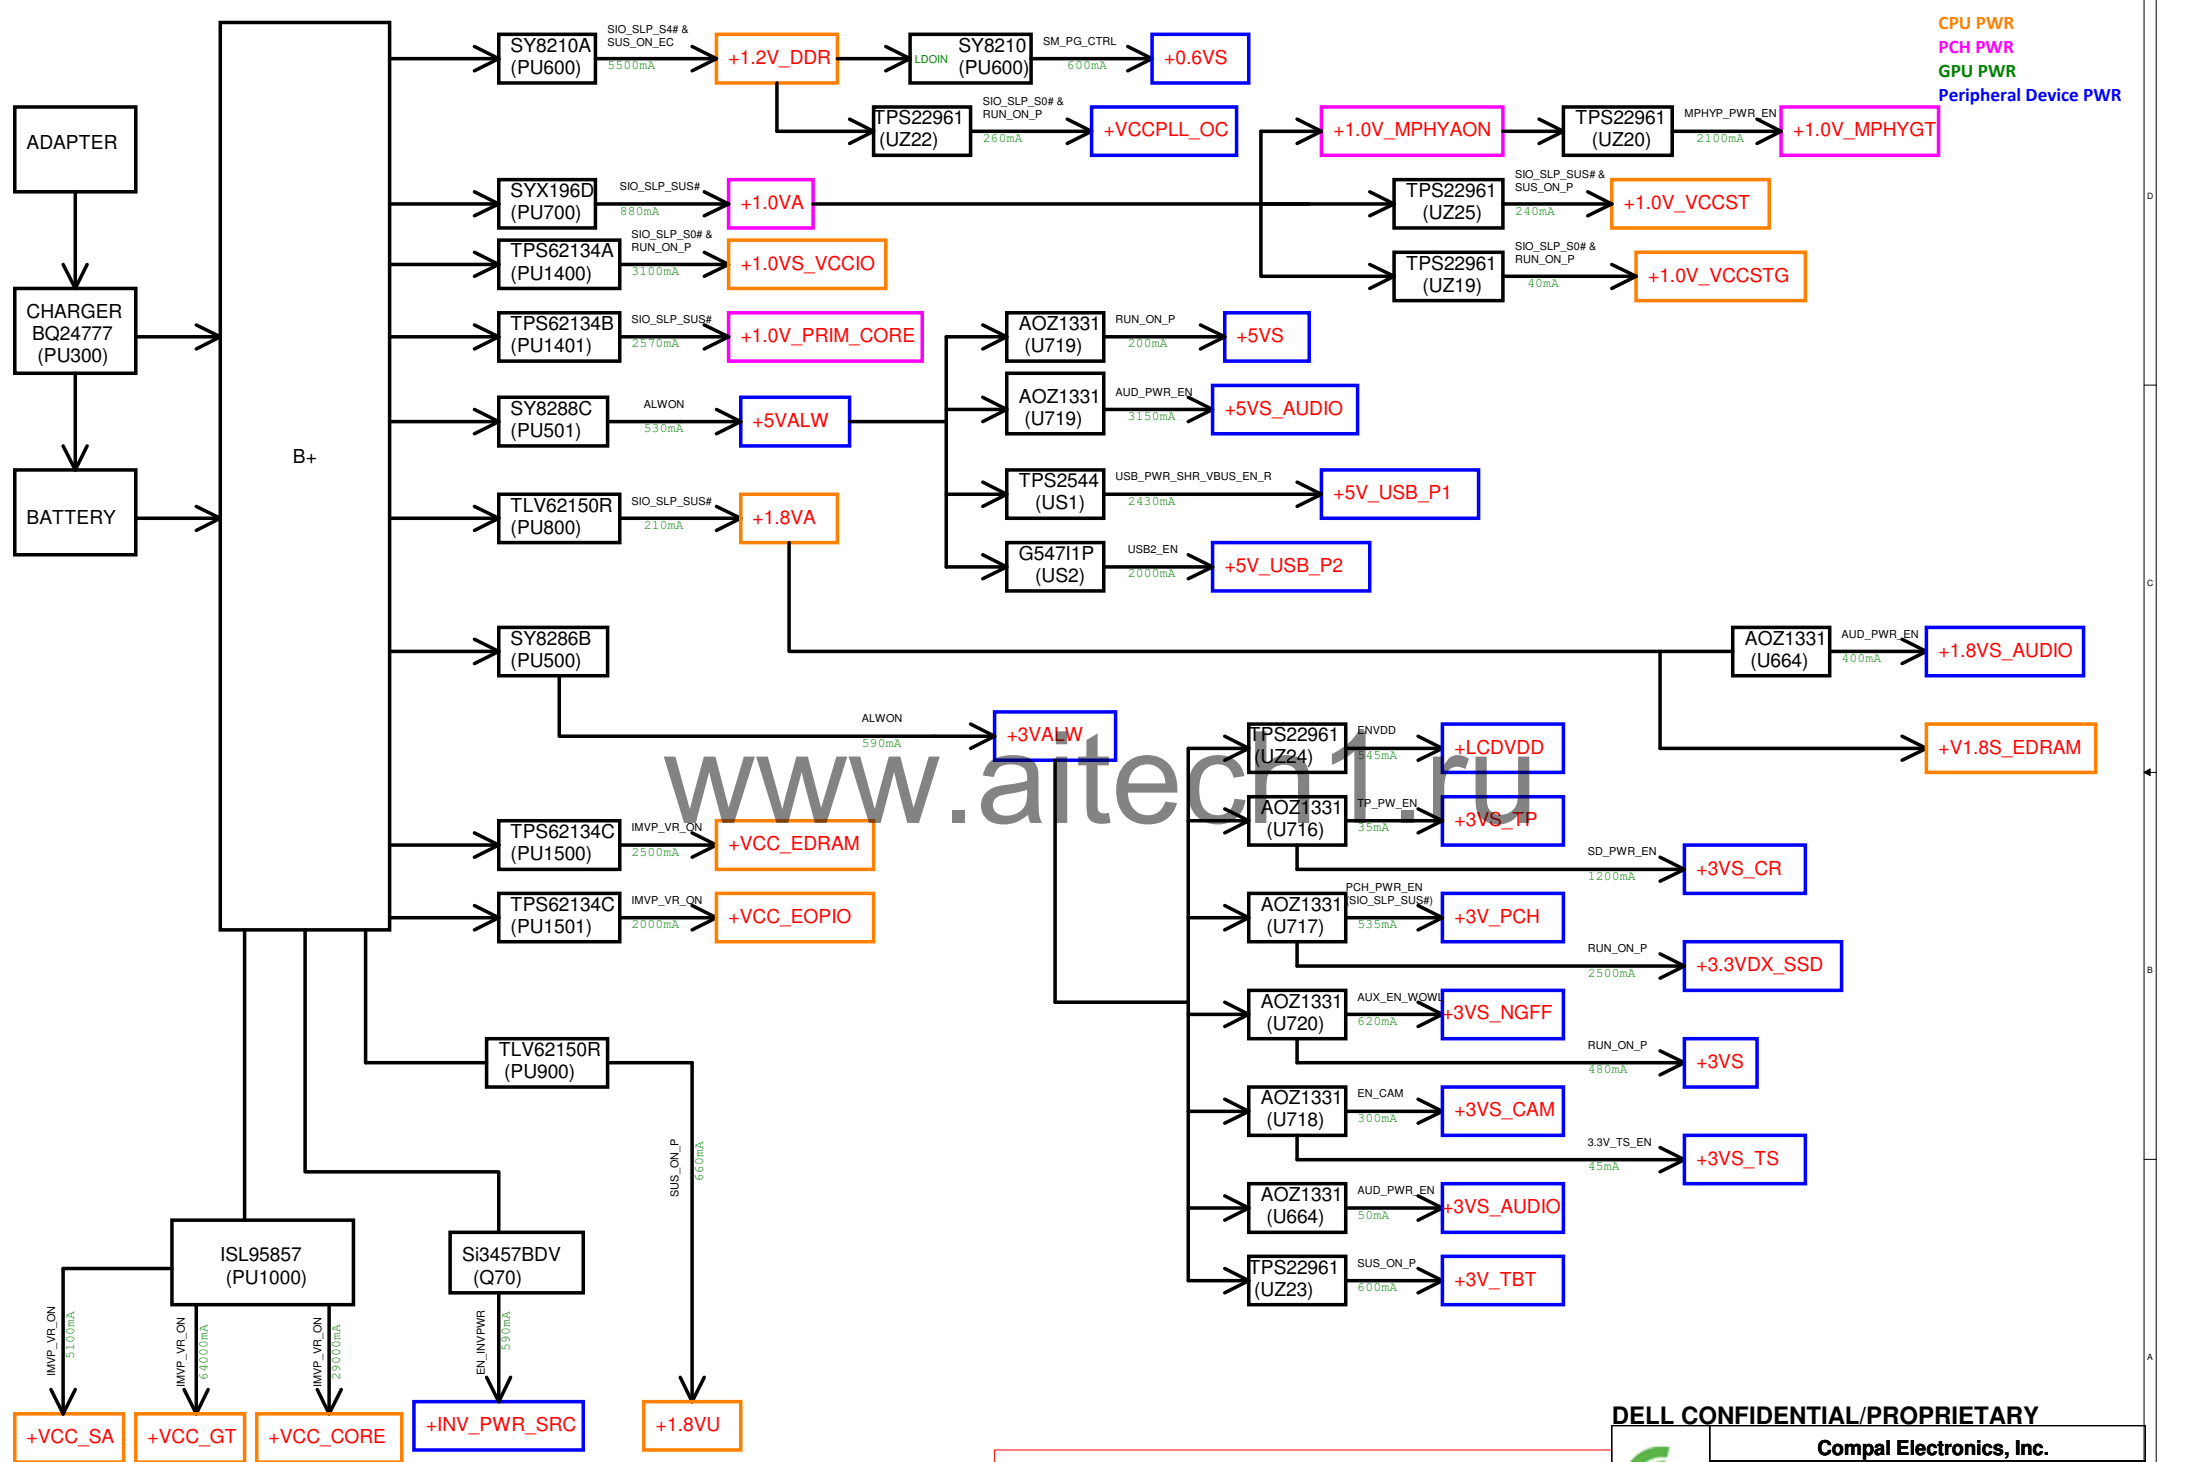 CPU PWR
PCH PWR
GPU PWR
Peripheral Device PWR
ADAPTER
CHARGER
BQ24777
(PU300)
BATTERY
B+
SY8210A
(PU600)
SIO_SLP_S4# &
SUS_ON_EC
5500mA
+1.2V_DDR
LDOIN
SY8210
(PU600)
SM_PG_CTRL
600mA
+0.6VS
TPS22961
(UZ22)
SIO_SLP_S0# &
RUN_ON_P
260mA
+VCCPLL_OC
+1.0V_MPHYAON
TPS22961
(UZ20)
MPHYP_PWR_EN
2100mA
+1.0V_MPHYGT
SYX196D
(PU700)
SIO_SLP_SUS#
880mA
+1.0VA
TPS22961
(UZ25)
SIO_SLP_SUS# &
SUS_ON_P
240mA
+1.0V_VCCST
D
TPS62134A
(PU1400)
SIO_SLP_S0# &
RUN_ON_P
3100mA
+1.0VS_VCCIO
TPS22961
(UZ19)
SIO_SLP_S0# &
RUN_ON_P
40mA
+1.0V_VCCSTG
TPS62134B
(PU1401)
SIO_SLP_SUS#
2570mA
+1.0V_PRIM_CORE
AOZ1331
(U719)
RUN_ON_P
200mA
+5VS
SY8288C
(PU501)
ALWON
530mA
+5VALW
AOZ1331
(U719)
AUD_PWR_EN
3150mA
+5VS_AUDIO
TLV62150R
(PU800)
SIO_SLP_SUS#
210mA
+1.8VA
TPS2544
(US1)
USB_PWR_SHR_VBUS_EN_R
2430mA
+5V_USB_P1
G547I1P
(US2)
USB2_EN
2000mA
+5V_USB_P2
C
SY8286B
(PU500)
AOZ1331
(U664)
AUD_PWR_EN
400mA
+1.8VS_AUDIO
ALWON
590mA
+3VALW
TPS22961
(UZ24)
ENVDD
545mA
+LCDVDD
+V1.8S_EDRAM
www.aitech1.ru
AOZ1331
(U716)
TP_PW_EN
35mA
+3VS_TP
TPS62134C
(PU1500)
IMVP_VR_ON
2500mA
+VCC_EDRAM
SD_PWR_EN
1200mA
+3VS_CR
TPS62134C
(PU1501)
IMVP_VR_ON
2000mA
+VCC_EOPIO
AOZ1331
(U717)
PCH_PWR_EN
(SIO_SLP_SUS#)
535mA
+3V_PCH
RUN_ON_P
2500mA
+3.3VDX_SSD
B
AOZ1331
(U720)
AUX_EN_WOWL
620mA
+3VS_NGFF
TLV62150R
(PU900)
RUN_ON_P
480mA
+3VS
AOZ1331
(U718)
EN_CAM
300mA
+3VS_CAM
SUS_ON_P
660mA
3.3V_TS_EN
45mA
+3VS_TS
AOZ1331
(U664)
AUD_PWR_EN
50mA
+3VS_AUDIO
ISL95857
(PU1000)
Si3457BDV
(Q70)
TPS22961
(UZ23)
SUS_ON_P
600mA
+3V_TBT
IMVP_VR_ON
5100mA
IMVP_VR_ON
64000mA
IMVP_VR_ON
29000mA
EN_INVPWR
590mA
A
+VCC_SA
+VCC_GT
+VCC_CORE
+INV_PWR_SRC
+1.8VU
DELL CONFIDENTIAL/PROPRIETARY
Compal Electronics, Inc.